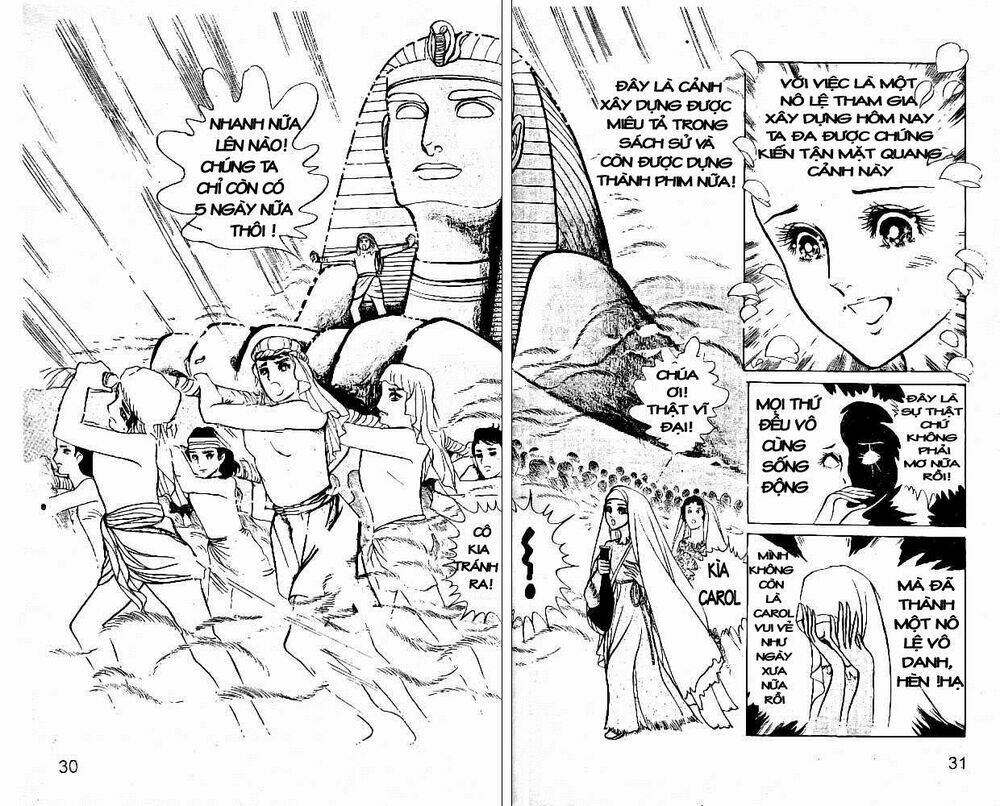 NHANH NỮA
LÊN NÀO!
CHÚNG TA
CHỈ CÒN CÓ
5 NGÀY NỮA
THÔI !
CÔ
KIA
TRÁNH
RA!
30
ĐÂY LÀ CẢNH
XÂY DỰNG ĐƯỢC
MIÊU TẢ TRONG
SÁCH SỬ VÀ
CÒN ĐƯỢC DỰNG
THÀNH PHIM NỮA!
VỚI VIỆC LÀ MỘT
NÔ LỆ THAM GIA
XÂY DỰNG HÔM NAY
TA ĐA ĐƯỢC CHỨNG
KIẾN TẬN MẶT QUANG
CẢNH NÀY
CHÚA
ƠI!
THẬT VĨ
ĐẠI!
!
KÌA
CAROL
MỌI THỨ
ĐỀU VÔ
CÙNG
SỐNG
ĐỘNG
ĐÂY LÀ
SỰ THẬT
CHỨ
KHÔNG
PHẢI
MƠ NỮA
RỒI!
MÌNH
KHÔNG
CÒN
LÀ
CAROL
VUI VẺ
NHƯ
NGÀY
XƯA
NỮA
RỒI
MÀ ĐÃ
THÀNH
MỘT NÔ
LỆ VÔ
DANH,
HÈN !HẠ
31